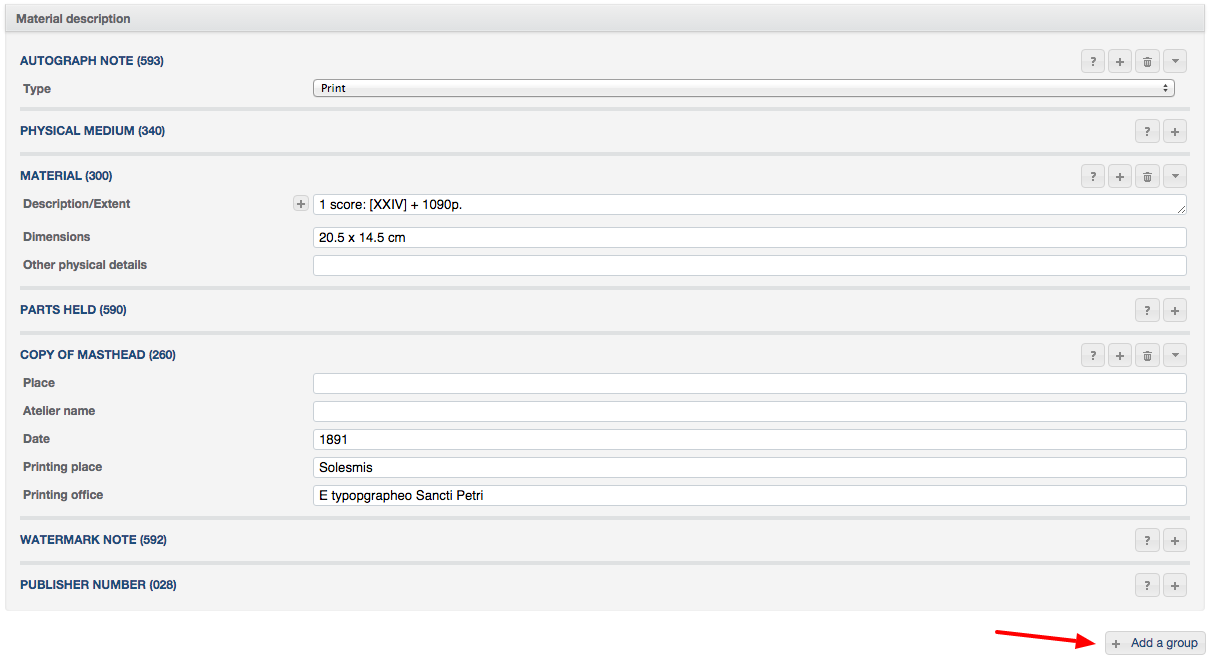 Material description
AUTOGRAPH NOTE (593) ? +
Type Print
PHYSICAL MEDIUM (340) ? +
MATERIAL (300) ? +
Description/Extent + 1 score: [XXIV] + 1090p.
Dimensions 20.5 x 14.5 cm
Other physical details
PARTS HELD (590) ? +
COPY OF MASTHEAD (260) ? +
Place
Atelier name
Date 1891
Printing place Solesmis
Printing office E typopgrapheo Sancti Petri
WATERMARK NOTE (592) ? +
PUBLISHER NUMBER (028) ? +
+ Add a group